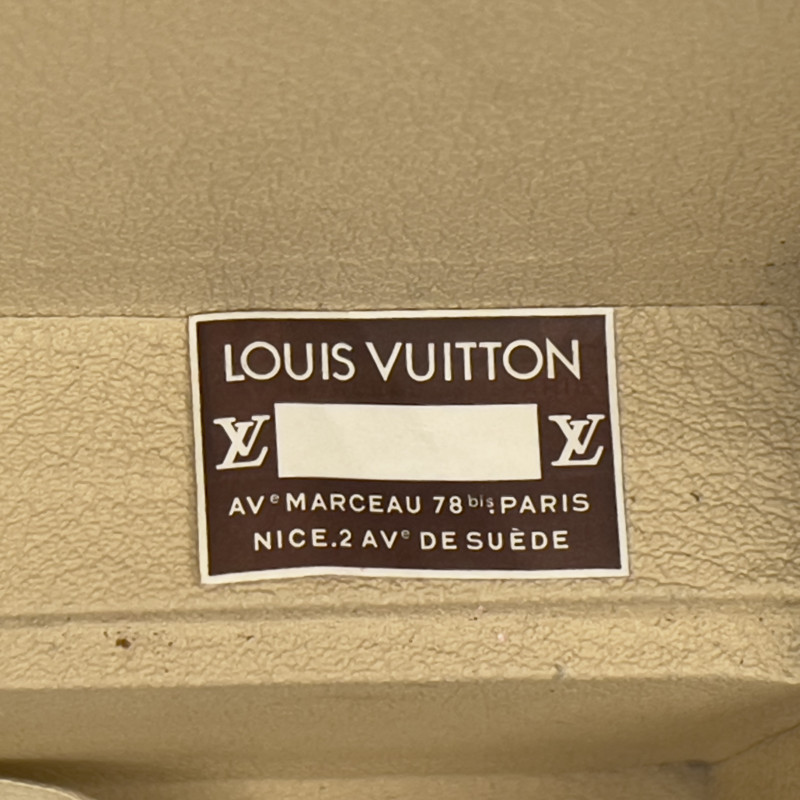 LOUIS VUITTON
LV LV
AVe MARCEAU 78bis.PARIS
NICE.2 AVe DE SUÈDE